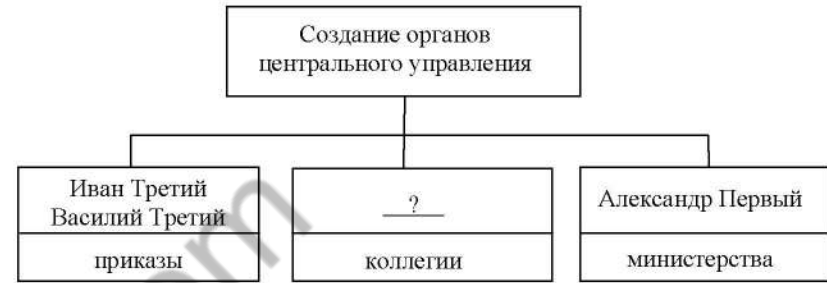 Создание органов
центрального управления
Иван Третий
Василий Третий
приказы
?
коллегии
Александр Первый
министерства